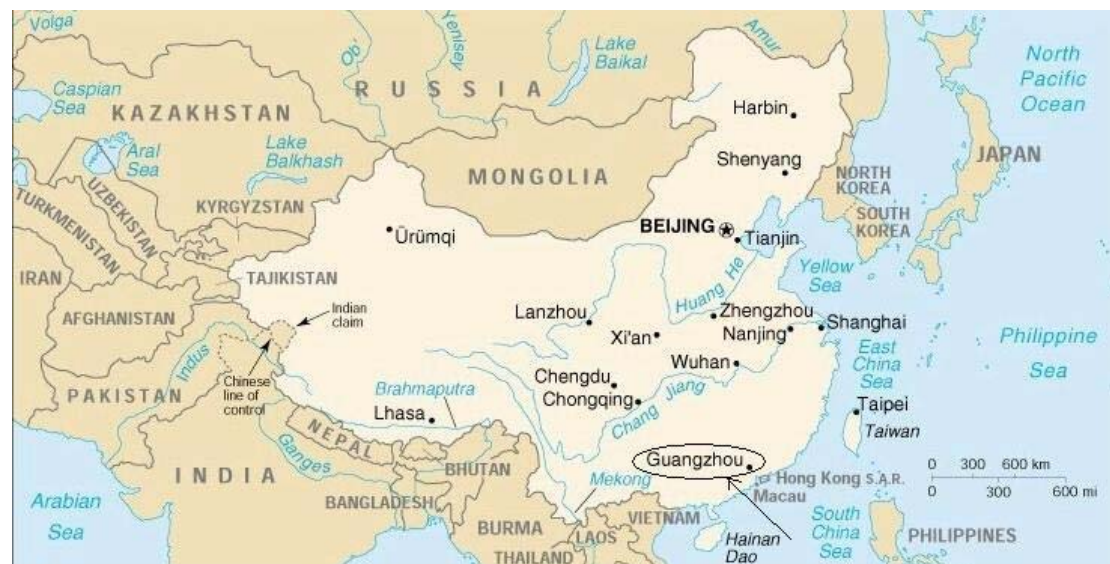 Volga
Ob'
Yenisey
Amur
Lake
Baikal
North
Pacific
Ocean
Caspian
Sea
RUSSIA
KAZAKHSTAN
Harbin
Aral
Sea
Lake
Balkhash
Shenyang
JAPAN
MONGOLIA
NORTH
KOREA
UZBEKISTAN
TURKMENISTAN
KYRGYZSTAN
SOUTH
KOREA
BEIJING
Ürümqi
Tianjin
TAJIKISTAN
Yellow
Sea
IRAN
Huang He
Indian
claim
Lanzhou
Zhengzhou
AFGHANISTAN
Xi'an
Nanjing
Shanghai
Philippine
Sea
Indus
Wuhan
East
China
Sea
Chinese
line of
control
Chengdu
Chongqing
Chang Jiang
PAKISTAN
Brahmaputra
Lhasa
Taipei
Taiwan
NEPAL
Guangzhou
INDIA
Ganges
BHUTAN
Mekong
Hong Kong S.A.R.
Macau
0 300 600 km
0 300 600 mi
Arabian
Sea
BANGLADESH
BURMA
VIETNAM
LAOS
THAILAND
Hainan
Dao
South
China
Sea
PHILIPPINES